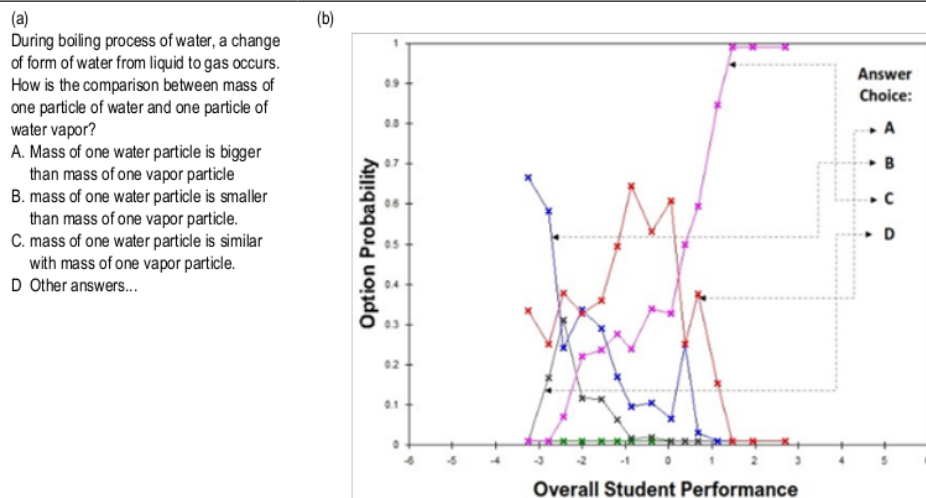 (a)
During boiling process of water, a change
of form of water from liquid to gas occurs.
How is the comparison between mass of
one particle of water and one particle of
water vapor?
A. Mass of one water particle is bigger
than mass of one vapor particle
B. mass of one water particle is smaller
than mass of one vapor particle.
C. mass of one water particle is similar
with mass of one vapor particle.
D Other answers...
(b)
Option Probability
1
0.9
0.8
0.7
0.6
0.5
0.4
0.3
0.2
0.1
0
-6 -5 -4 -3 -2 -1 0 1 2 3 4 5 6
Overall Student Performance
Answer
Choice:
A
B
C
D